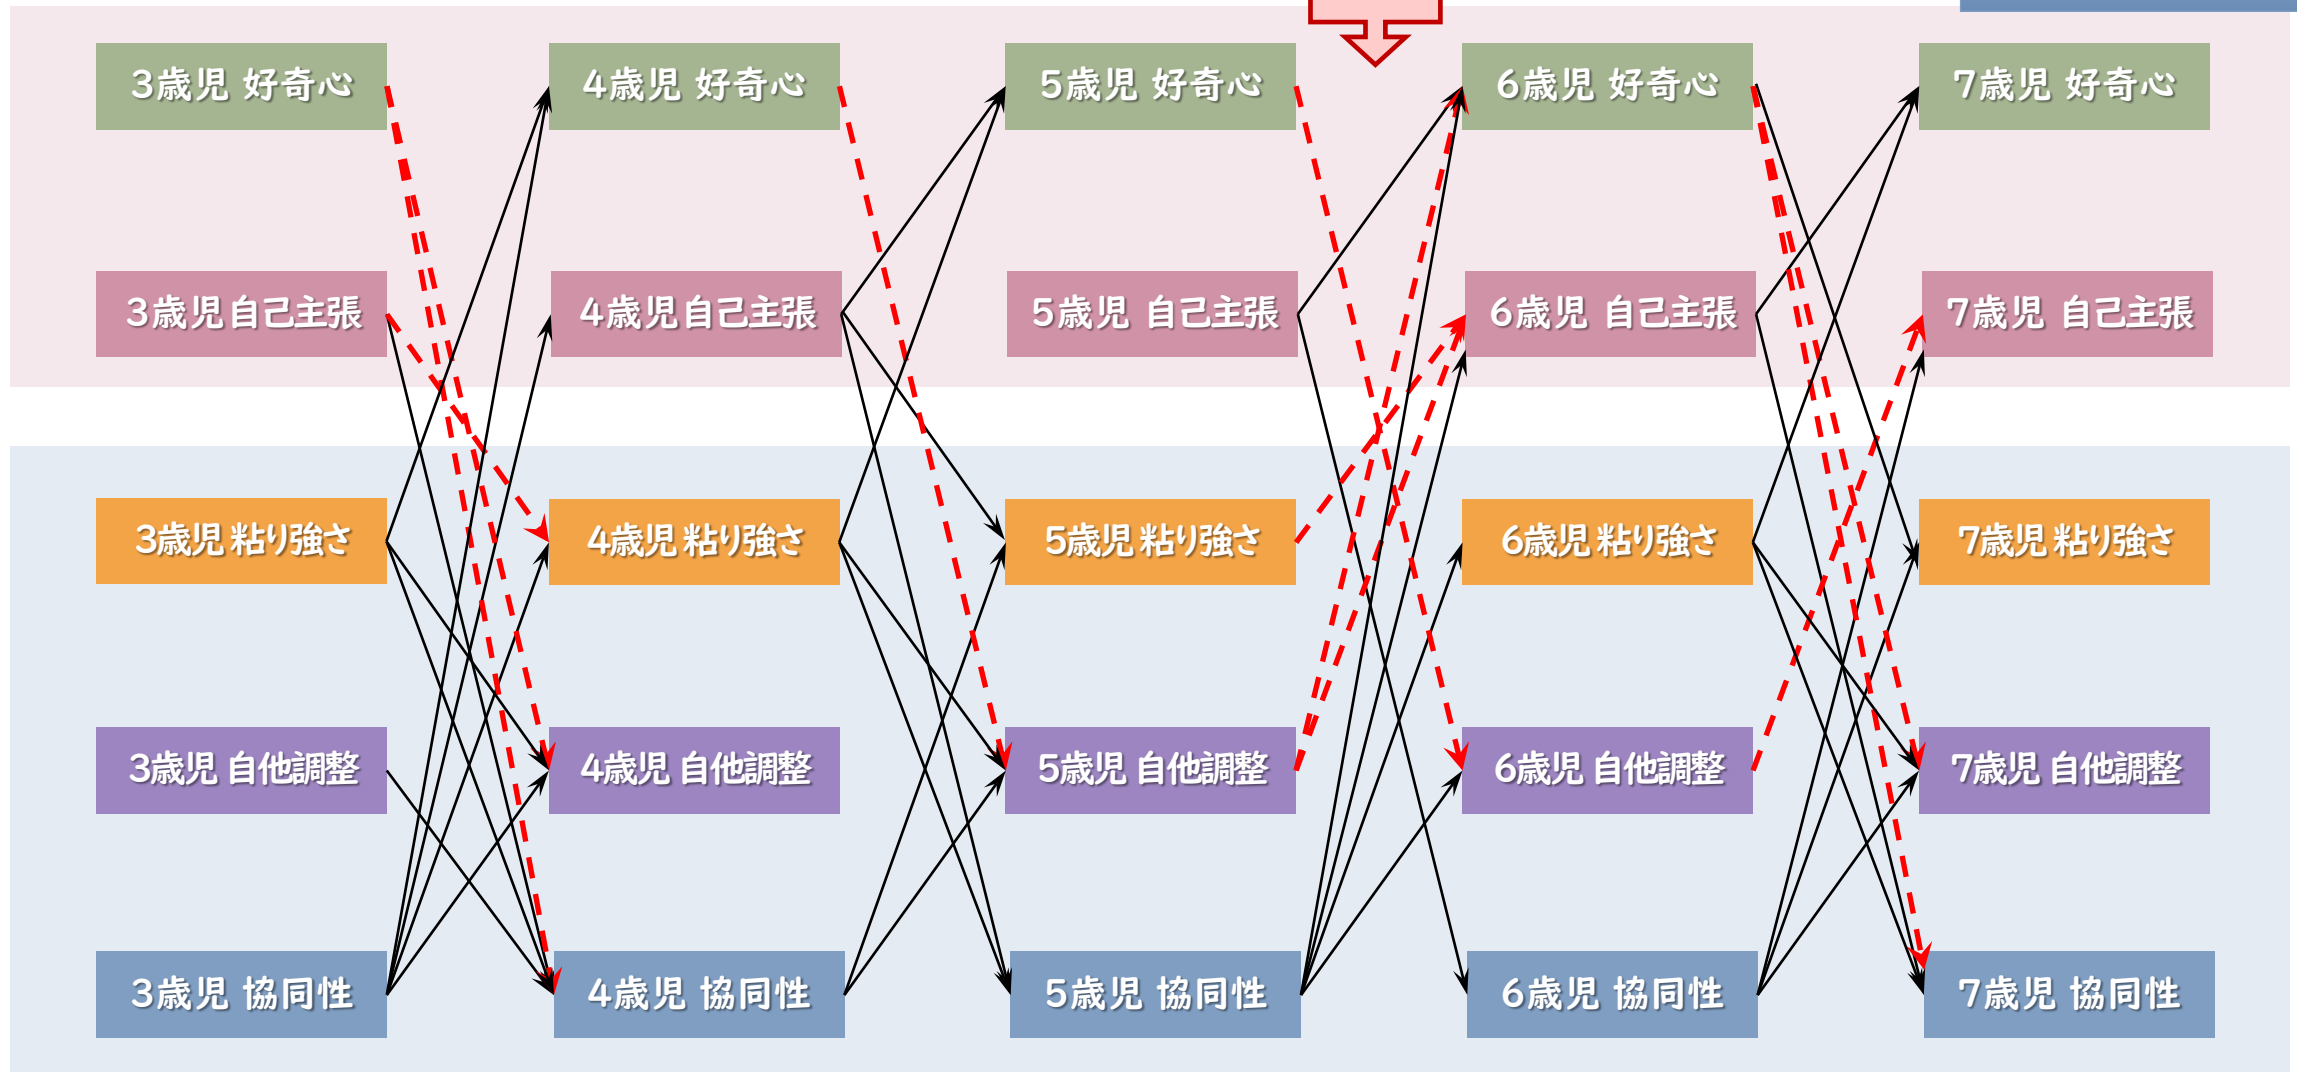 3歳児 好奇心
4歳児 好奇心
5歳児 好奇心
6歳児 好奇心
7歳児 好奇心
3歳児 自己主張
4歳児 自己主張
5歳児 自己主張
6歳児 自己主張
7歳児 自己主張
3歳児 粘り強さ
4歳児 粘り強さ
5歳児 粘り強さ
6歳児 粘り強さ
7歳児 粘り強さ
3歳児 自他調整
4歳児 自他調整
5歳児 自他調整
6歳児 自他調整
7歳児 自他調整
3歳児 協同性
4歳児 協同性
5歳児 協同性
6歳児 協同性
7歳児 協同性